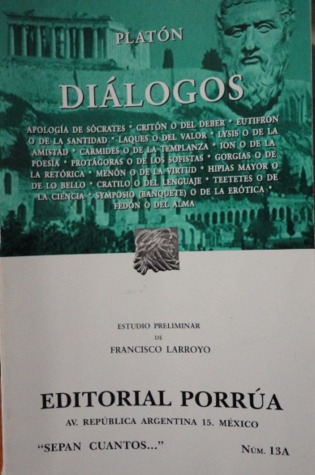 PLATÓN
DIÁLOGOS
APOLOGÍA DE SÓCRATES * CRITÓN O DEL DEBER * EUTIFRÓN
O DE LA SANTIDAD * LAQUES O DEL VALOR * LYSIS O DE LA
AMISTAD * CÁRMIDES O DE LA TEMPLANZA * ION O DE LA
POESÍA * PROTÁGORAS O DE LOS SOFISTAS * GORGIAS O DE
LA RETÓRICA * MENÓN O DE LA VIRTUD * HIPIAS MAYOR O
DE LO BELLO * CRATILO O DEL LENGUAJE * TEETETES O DE
LA CIENCIA * SYMPOSIO (BANQUETE) O DE LA ERÓTICA *
FEDÓN O DEL ALMA
ESTUDIO PRELIMINAR
DE
FRANCISCO LARROYO
EDITORIAL PORRÚA
AV. REPÚBLICA ARGENTINA 15. MÉXICO
“SEPAN CUANTOS...” NÚM. 13A